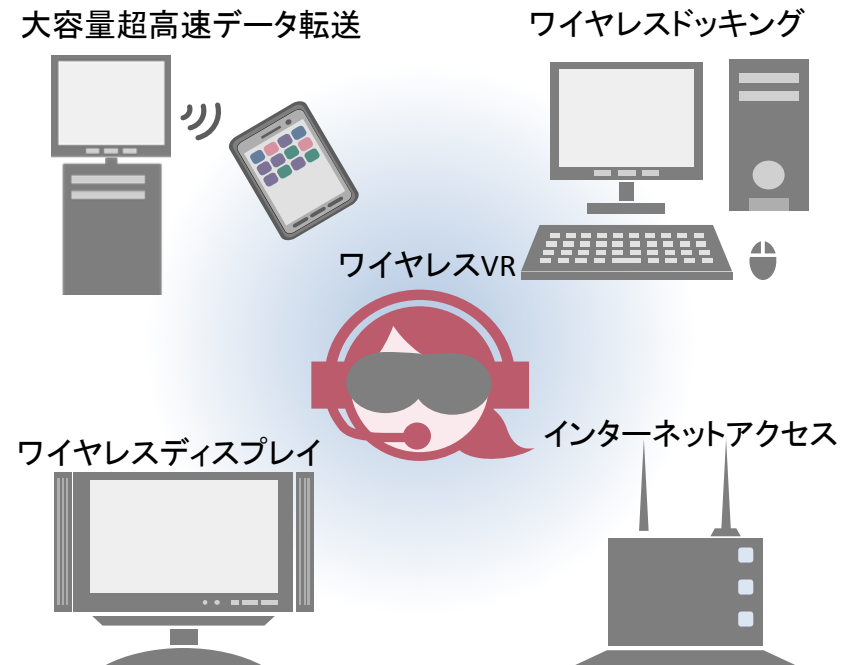 大容量超高速データ転送
ワイヤレスドッキング
ワイヤレスVR
ワイヤレスディスプレイ
インターネットアクセス